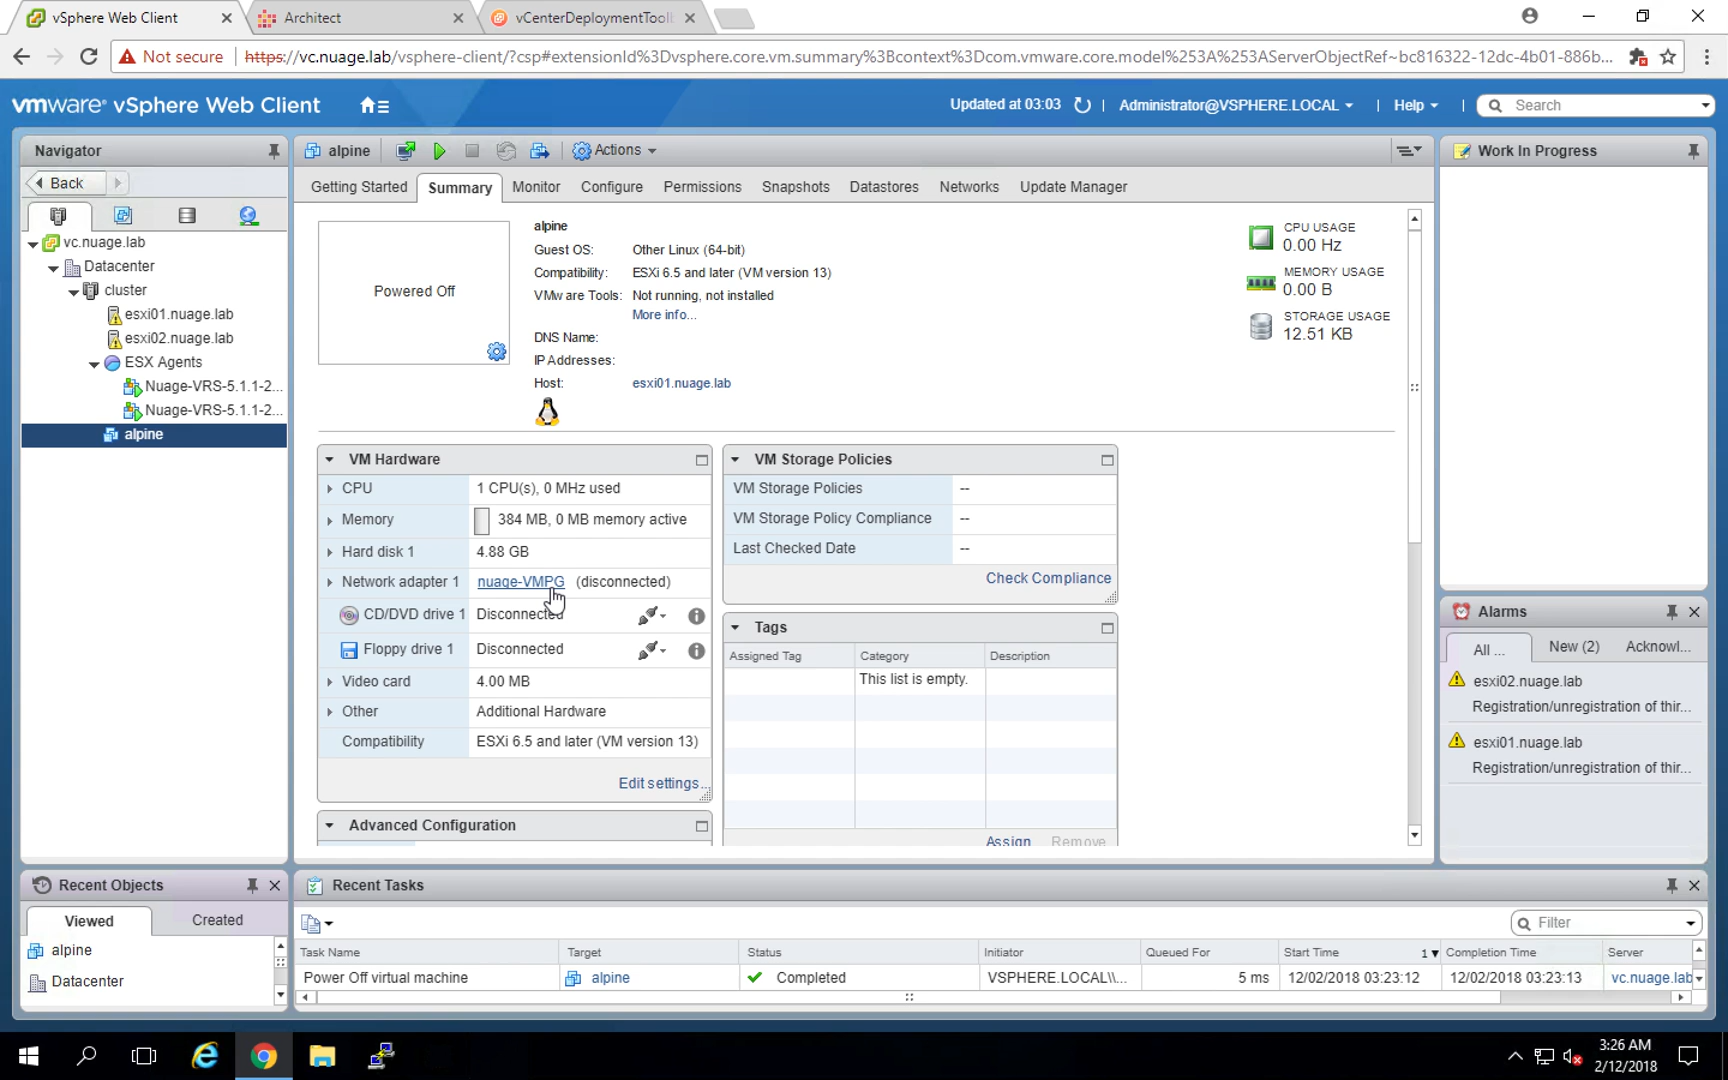 vSphere Web Client
Architect
vCenterDeploymentTool
Not secure
https://vc.nuage.lab/vsphere-client/?csp#extensionId%3Dvsphere.core.vm.summary%3Bcontext%3Dcom.vmware.core.model%253A%253AServerObjectRef~bc816322-12dc-4b01-886b...
vmware® vSphere Web Client
Updated at 03:03
Administrator@VSPHERE.LOCAL
Help
Search
Navigator
Back
vc.nuage.lab
Datacenter
cluster
esxi01.nuage.lab
esxi02.nuage.lab
ESX Agents
Nuage-VRS-5.1.1-2...
Nuage-VRS-5.1.1-2...
alpine
alpine
Actions
Getting Started
Summary
Monitor
Configure
Permissions
Snapshots
Datastores
Networks
Update Manager
Powered Off
alpine
Guest OS: Other Linux (64-bit)
Compatibility: ESXi 6.5 and later (VM version 13)
VMware Tools: Not running, not installed
More info...
DNS Name:
IP Addresses:
Host: esxi01.nuage.lab
CPU USAGE
0.00 Hz
MEMORY USAGE
0.00 B
STORAGE USAGE
12.51 KB
VM Hardware
CPU 1 CPU(s), 0 MHz used
Memory 384 MB, 0 MB memory active
Hard disk 1 4.88 GB
Network adapter 1 nuage-VMPG (disconnected)
CD/DVD drive 1 Disconnected
Floppy drive 1 Disconnected
Video card 4.00 MB
Other Additional Hardware
Compatibility ESXi 6.5 and later (VM version 13)
Edit settings...
Advanced Configuration
VM Storage Policies
VM Storage Policies --
VM Storage Policy Compliance --
Last Checked Date --
Check Compliance
Tags
Assigned Tag Category Description
This list is empty.
Assign Remove
Work In Progress
Alarms
All ...
New (2)
Acknowl...
esxi02.nuage.lab
Registration/unregistration of thir...
esxi01.nuage.lab
Registration/unregistration of thir...
Recent Objects
Viewed
Created
alpine
Datacenter
Recent Tasks
Filter
Task Name Target Status Initiator Queued For Start Time 1 Completion Time Server
Power Off virtual machine alpine Completed VSPHERE.LOCAL\\... 5 ms 12/02/2018 03:23:12 12/02/2018 03:23:13 vc.nuage.lab
3:26 AM
2/12/2018